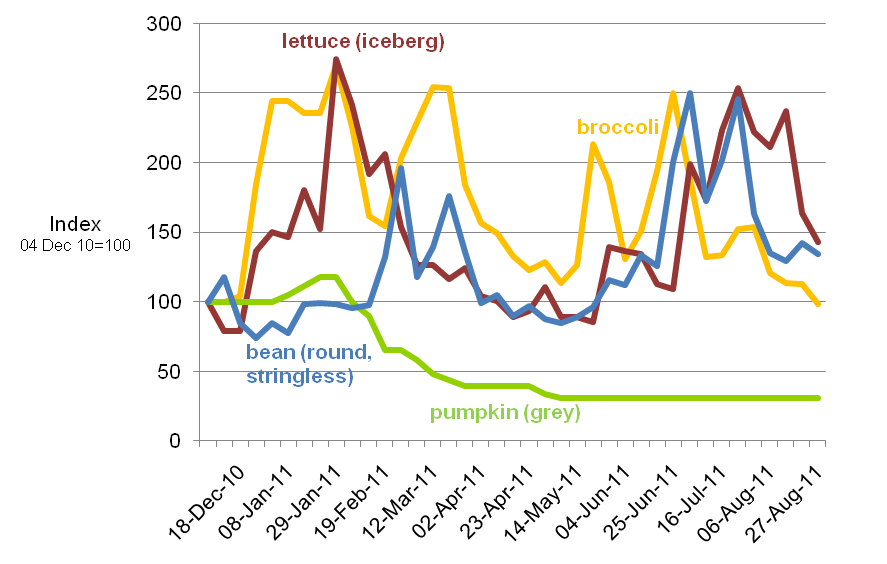 300
lettuce (iceberg)
250
broccoli
200
150
Index
04 Dec 10=100
100
bean (round,
stringless)
50
pumpkin (grey)
0
18-Dec-10
08-Jan-11
29-Jan-11
19-Feb-11
12-Mar-11
02-Apr-11
23-Apr-11
14-May-11
04-Jun-11
25-Jun-11
16-Jul-11
06-Aug-11
27-Aug-11